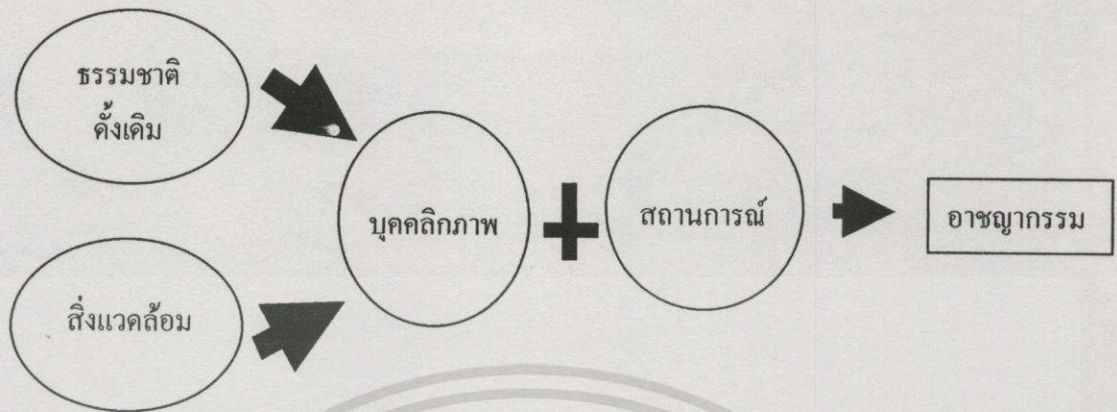 ธรรมชาติ
ดั้งเดิม
บุคคลิกภาพ
+
สถานการณ์
อาชญากรรม
สิ่งแวดล้อม